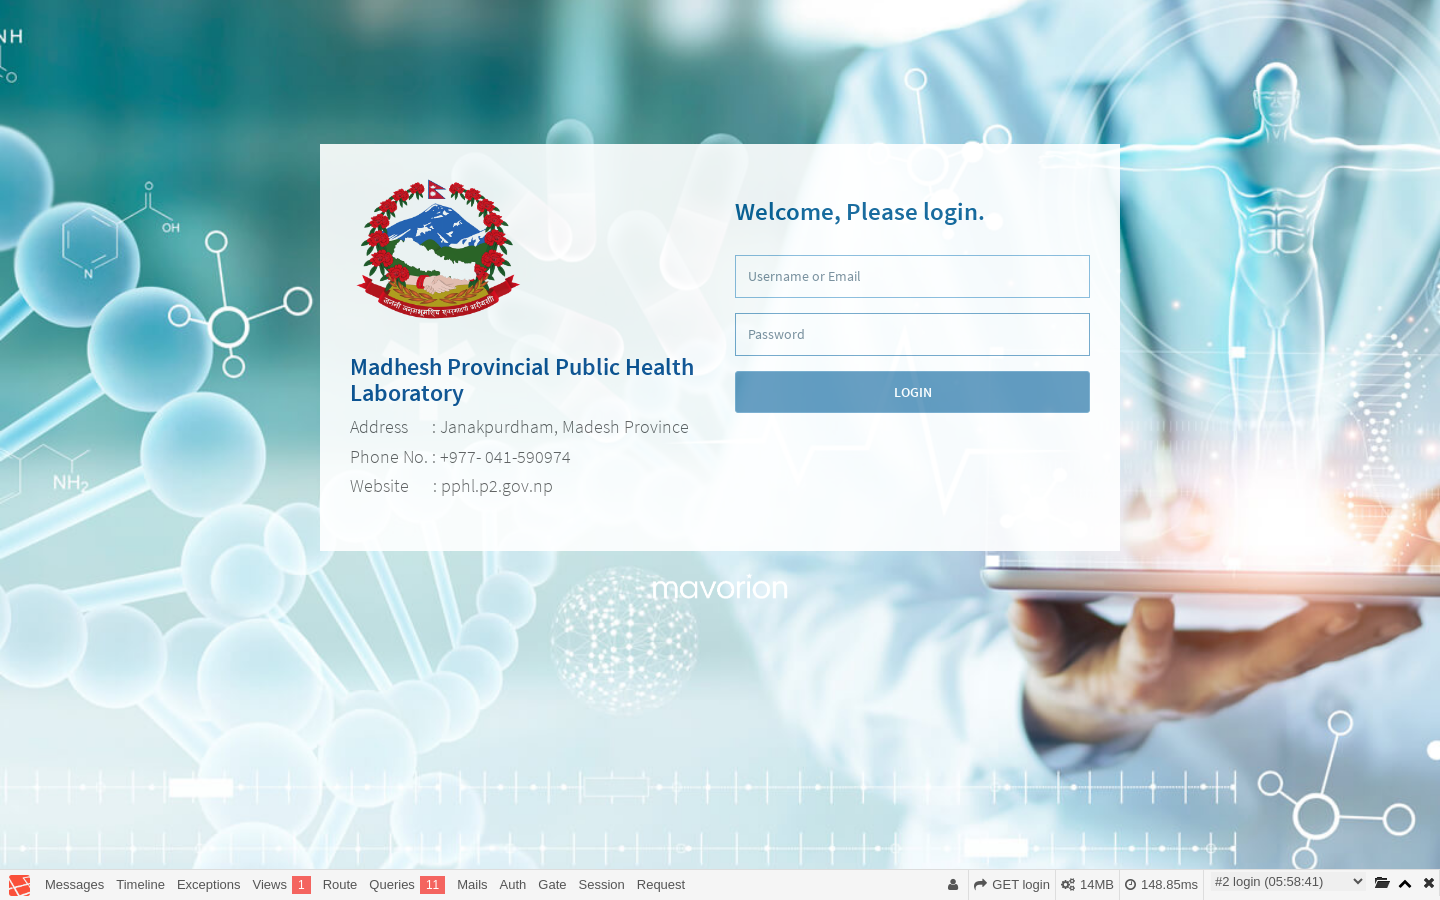 NH
OH
N
NH2
जननी जन्मभूमिश्च स्वर्गादपि गरीयसी
Madhesh Provincial Public Health
Laboratory
Address : Janakpurdham, Madesh Province
Phone No. : +977- 041-590974
Website : pphl.p2.gov.np
Welcome, Please login.
Username or Email
Password
LOGIN
mavorion
Messages Timeline Exceptions Views 1 Route Queries 11 Mails Auth Gate Session Request GET login 14MB 148.85ms #2 login (05:58:41)